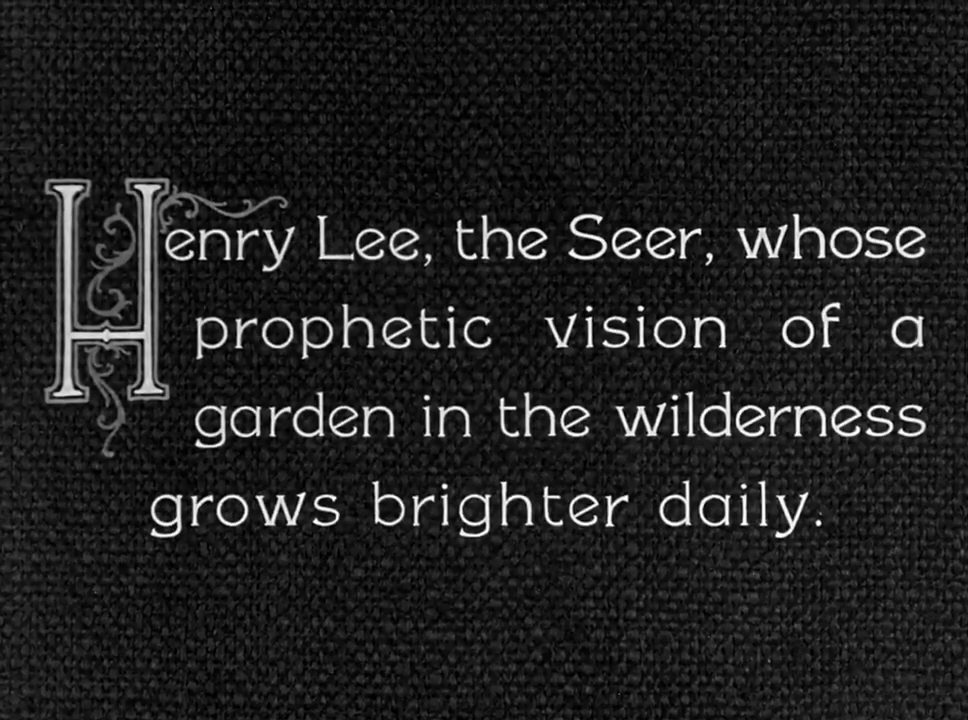 Henry Lee, the Seer, whose
prophetic vision of a
garden in the wilderness
grows brighter daily.